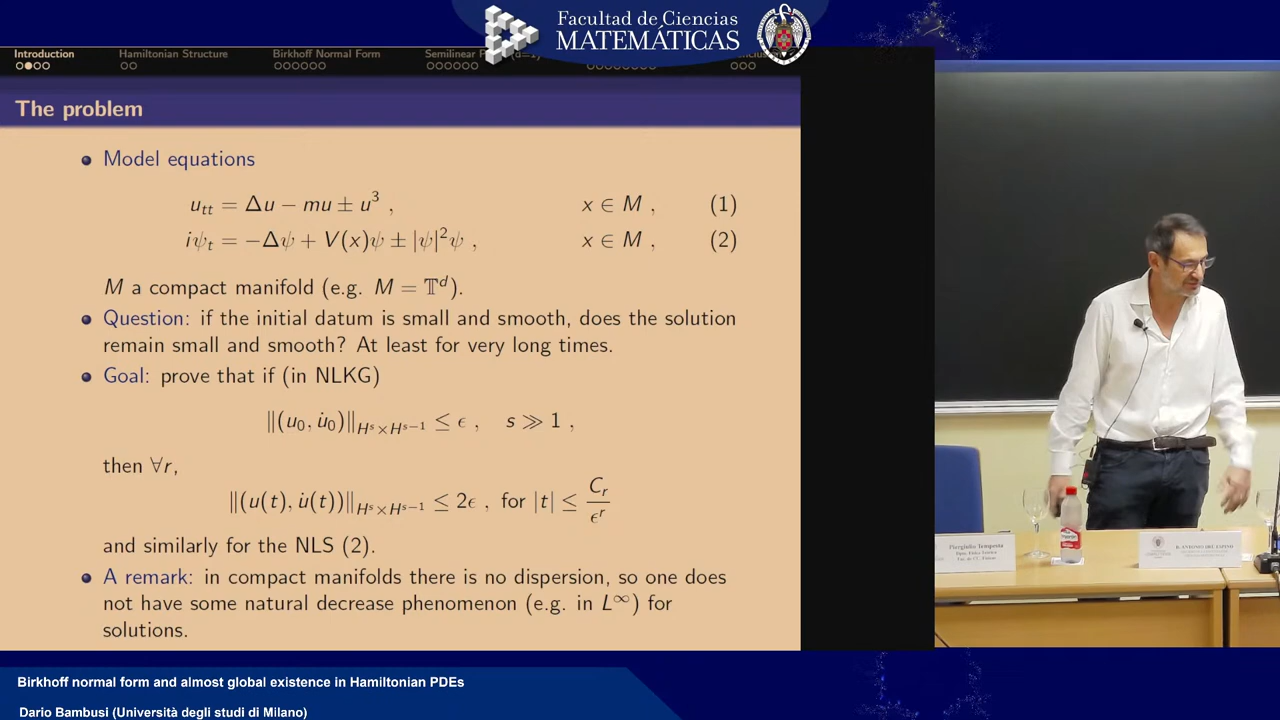 Facultad de Ciencias
MATEMÁTICAS
Introduction Hamiltonian Structure Birkhoff Normal Form Semilinear
The problem
• Model equations
u_tt = Δu − mu ± u³ , x ∈ M , (1)
iψ_t = −Δψ + V(x)ψ ± |ψ|²ψ , x ∈ M , (2)
M a compact manifold (e.g. M = 𝕋^d).
• Question: if the initial datum is small and smooth, does the solution
remain small and smooth? At least for very long times.
• Goal: prove that if (in NLKG)
‖(u₀, u̇₀)‖_{H^s×H^{s−1}} ≤ ϵ , s ≫ 1 ,
then ∀r,
‖(u(t), u̇(t))‖_{H^s×H^{s−1}} ≤ 2ϵ , for |t| ≤ C_r/ϵ^r
and similarly for the NLS (2).
• A remark: in compact manifolds there is no dispersion, so one does
not have some natural decrease phenomenon (e.g. in L^∞) for
solutions.
Piergiulio Tempesta
Birkhoff normal form and almost global existence in Hamiltonian PDEs
Dario Bambusi (Università degli studi di Milano)